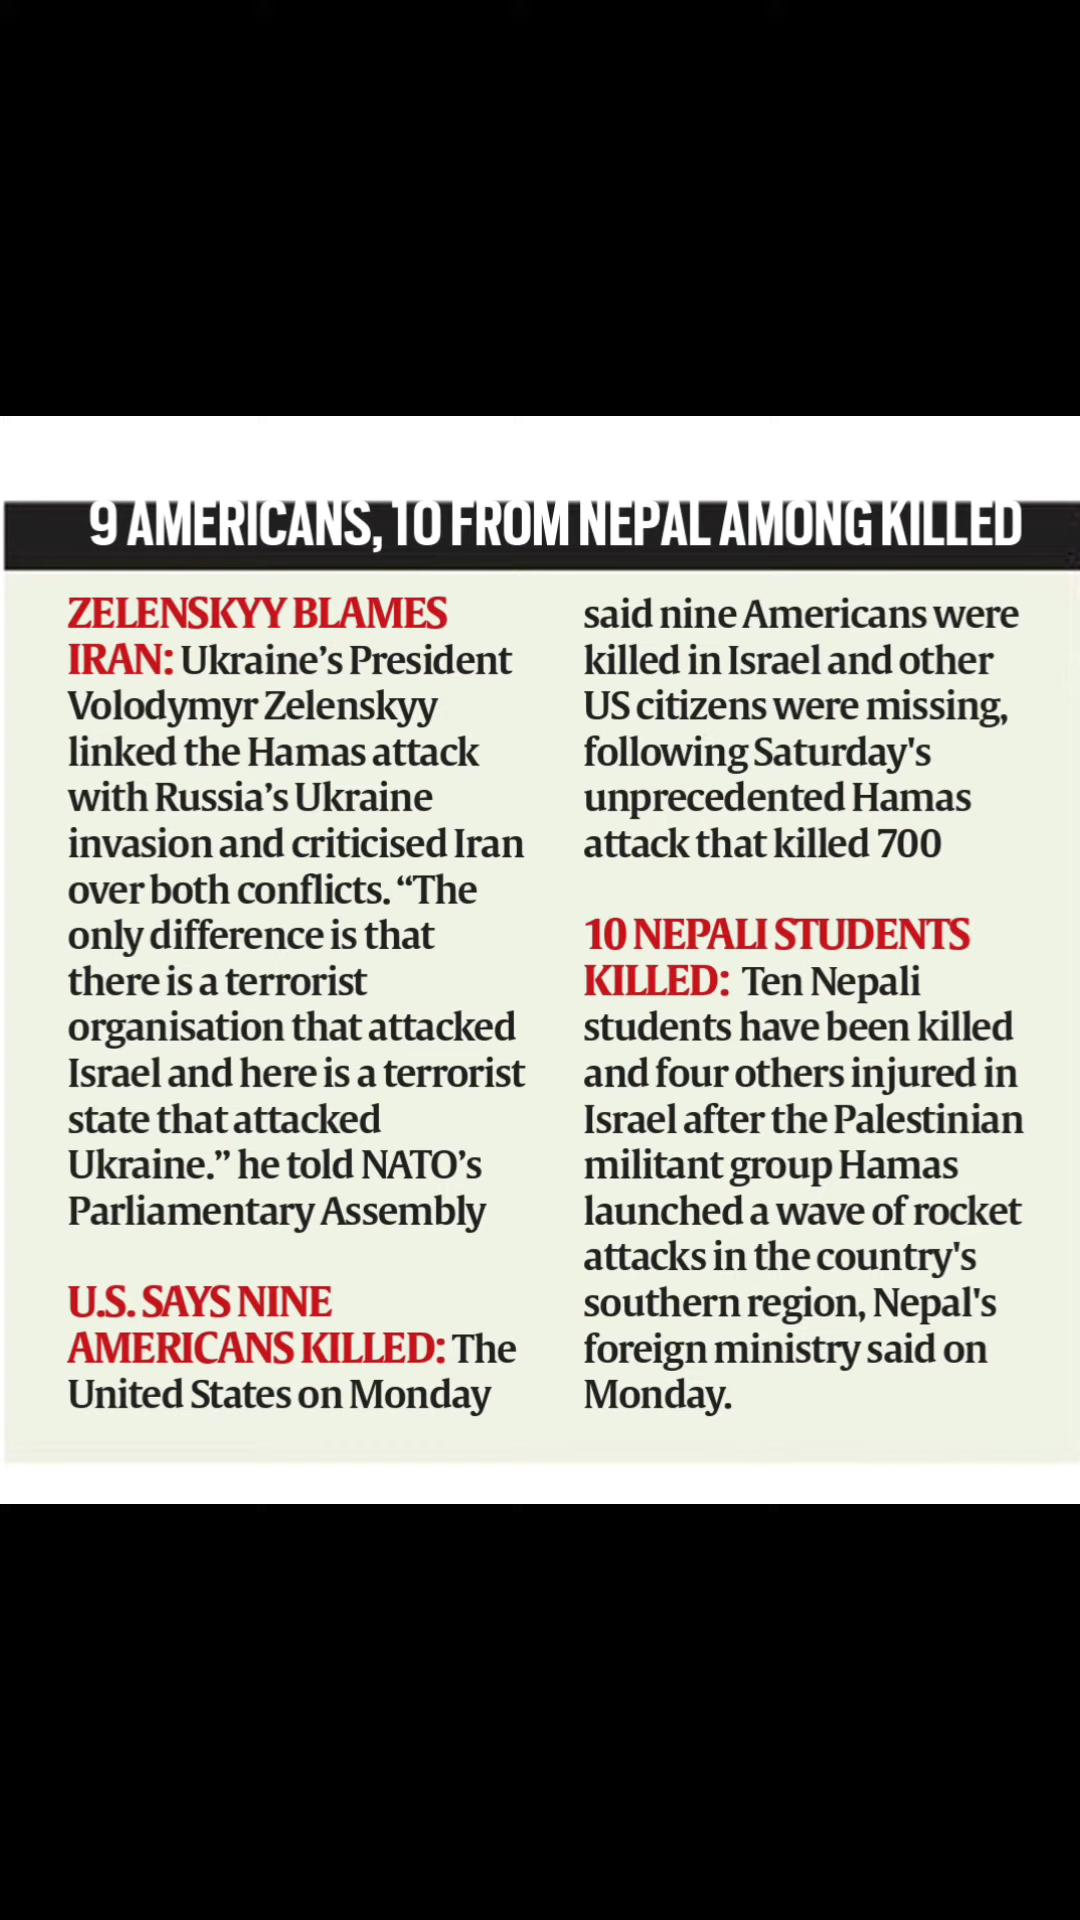 9 AMERICANS, 10 FROM NEPAL AMONG KILLED
ZELENSKYY BLAMES
IRAN: Ukraine’s President
Volodymyr Zelenskyy
linked the Hamas attack
with Russia’s Ukraine
invasion and criticised Iran
over both conflicts. “The
only difference is that
there is a terrorist
organisation that attacked
Israel and here is a terrorist
state that attacked
Ukraine.” he told NATO’s
Parliamentary Assembly
U.S. SAYS NINE
AMERICANS KILLED: The
United States on Monday
said nine Americans were
killed in Israel and other
US citizens were missing,
following Saturday's
unprecedented Hamas
attack that killed 700
10 NEPALI STUDENTS
KILLED: Ten Nepali
students have been killed
and four others injured in
Israel after the Palestinian
militant group Hamas
launched a wave of rocket
attacks in the country's
southern region, Nepal's
foreign ministry said on
Monday.